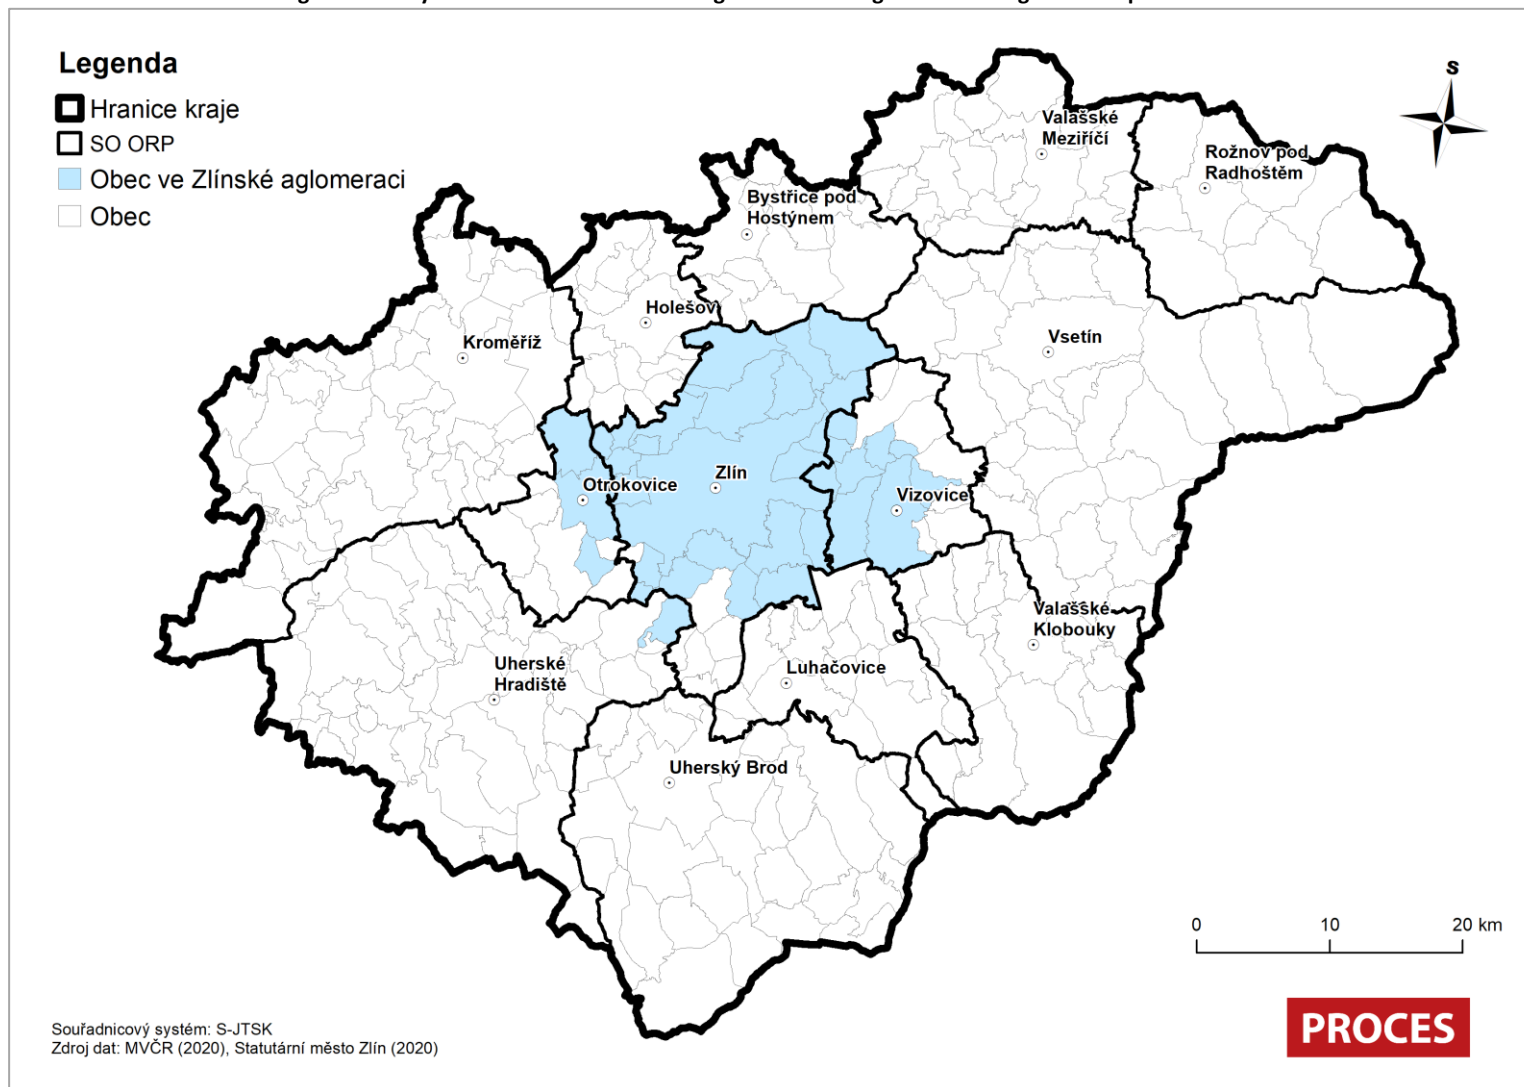 Legenda
Hranice kraje
SO ORP
Obec ve Zlínské aglomeraci
Obec
S
Valašské
Meziříčí
Rožnov pod
Radhoštěm
Bystřice pod
Hostýnem
Holešov
Kroměříž
Vsetín
Zlín
Otrokovice
Vizovice
Valašské
Klobouky
Uherské
Hradiště
Luhačovice
Uherský Brod
0 10 20 km
PROCES
Souřadnicový systém: S-JTSK
Zdroj dat: MVČR (2020), Statutární město Zlín (2020)